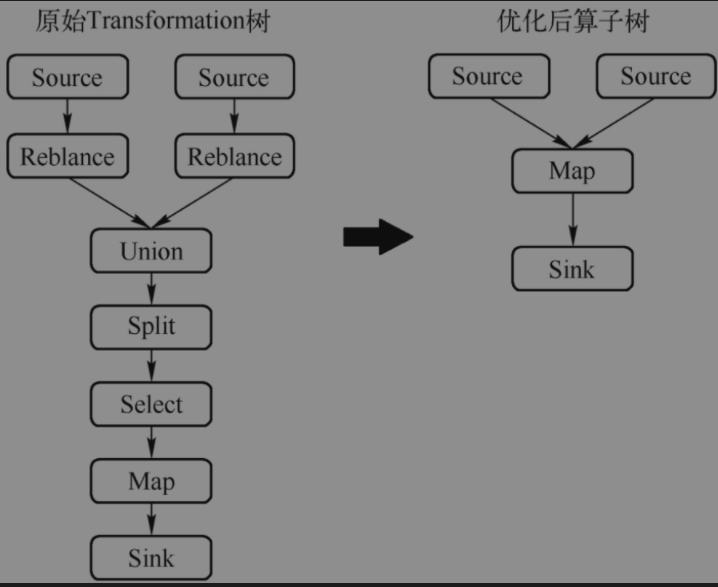 原始Transformation树
优化后算子树
Source
Source
Source
Source
Reblance
Reblance
Map
Union
Sink
Split
Select
Map
Sink